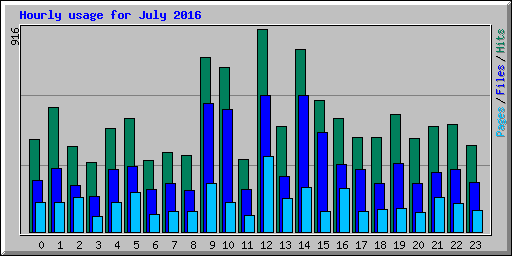 Hourly usage for July 2016
916
Pages / Files / Hits
0 1 2 3 4 5 6 7 8 9 10 11 12 13 14 15 16 17 18 19 20 21 22 23